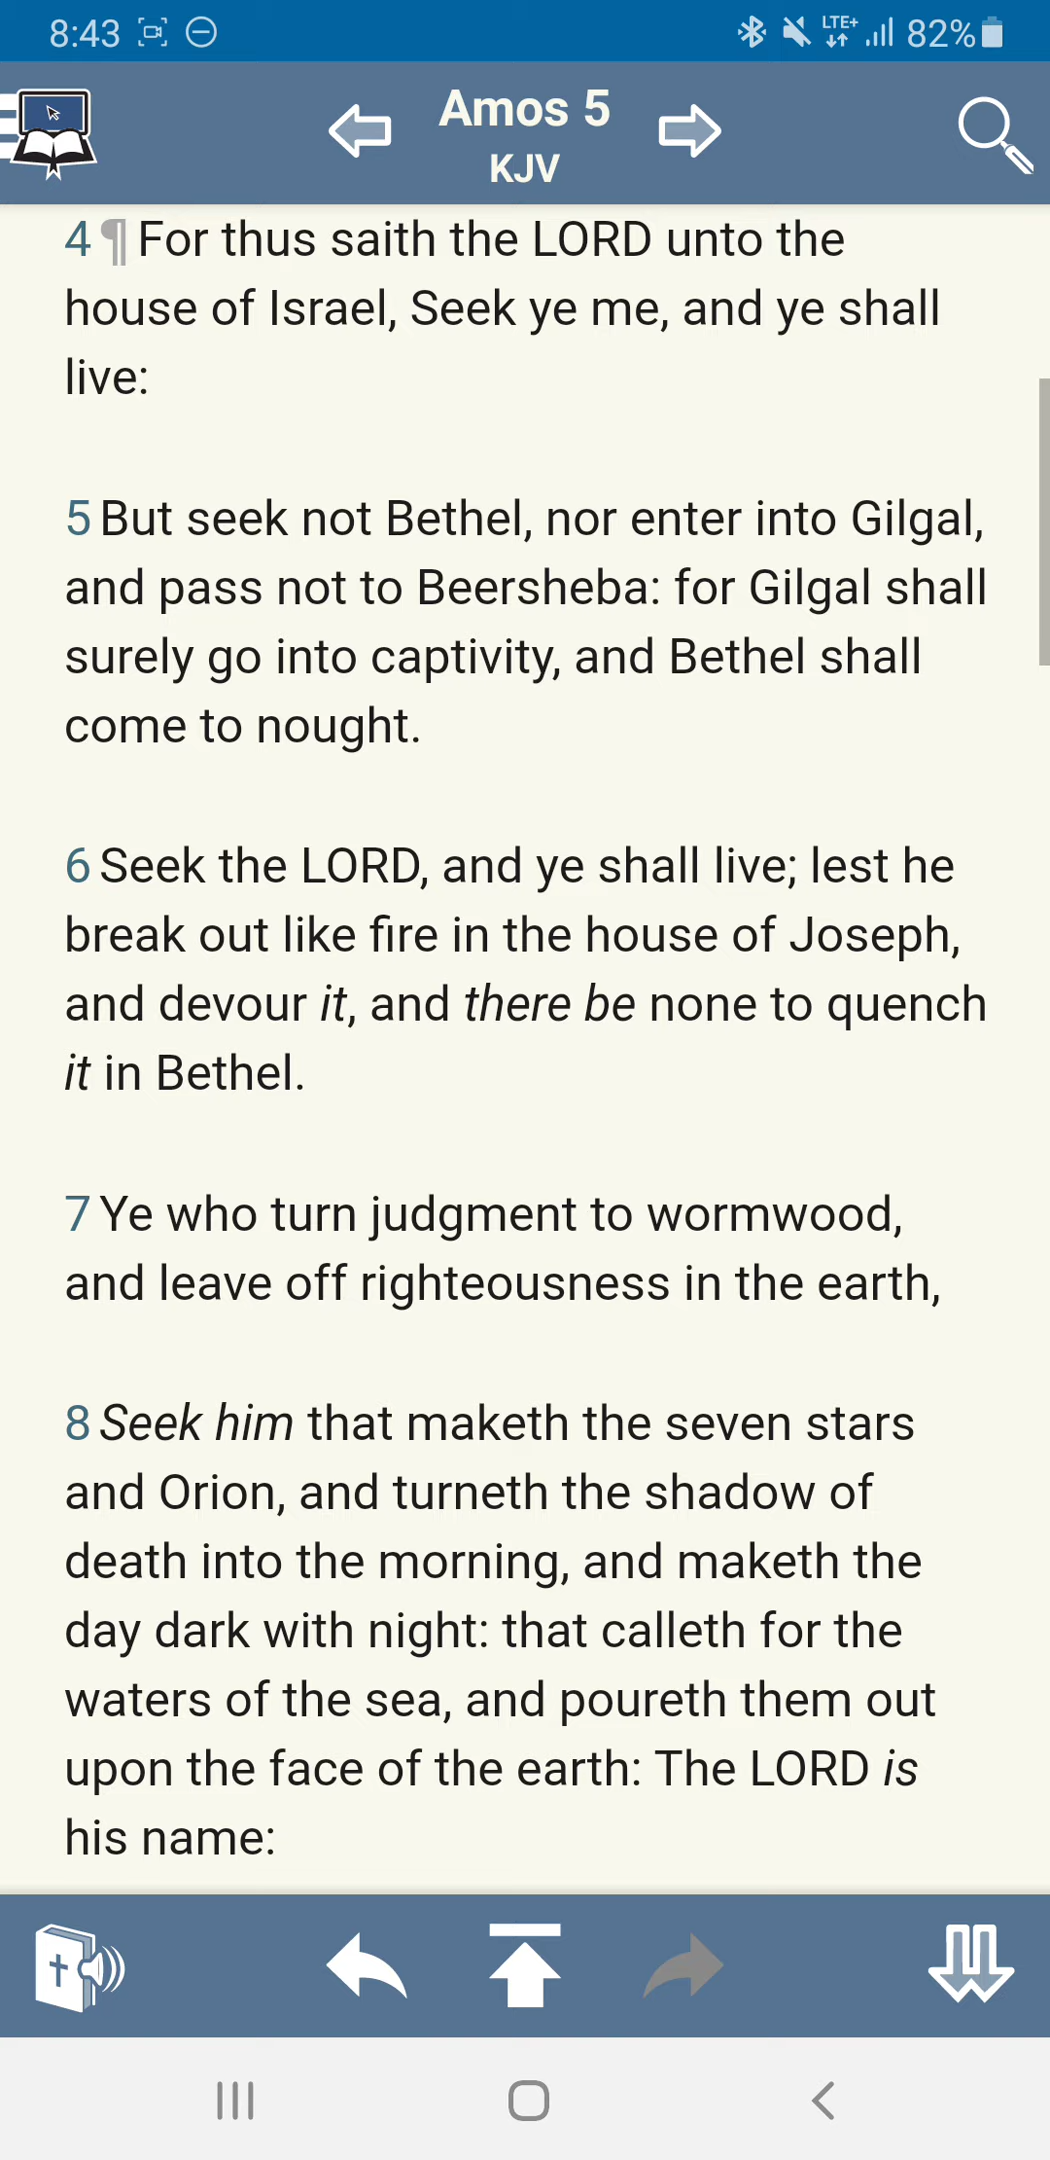 8:43
LTE+
82%
Amos 5
KJV
4 ¶ For thus saith the LORD unto the
house of Israel, Seek ye me, and ye shall
live:
5 But seek not Bethel, nor enter into Gilgal,
and pass not to Beersheba: for Gilgal shall
surely go into captivity, and Bethel shall
come to nought.
6 Seek the LORD, and ye shall live; lest he
break out like fire in the house of Joseph,
and devour it, and there be none to quench
it in Bethel.
7 Ye who turn judgment to wormwood,
and leave off righteousness in the earth,
8 Seek him that maketh the seven stars
and Orion, and turneth the shadow of
death into the morning, and maketh the
day dark with night: that calleth for the
waters of the sea, and poureth them out
upon the face of the earth: The LORD is
his name: